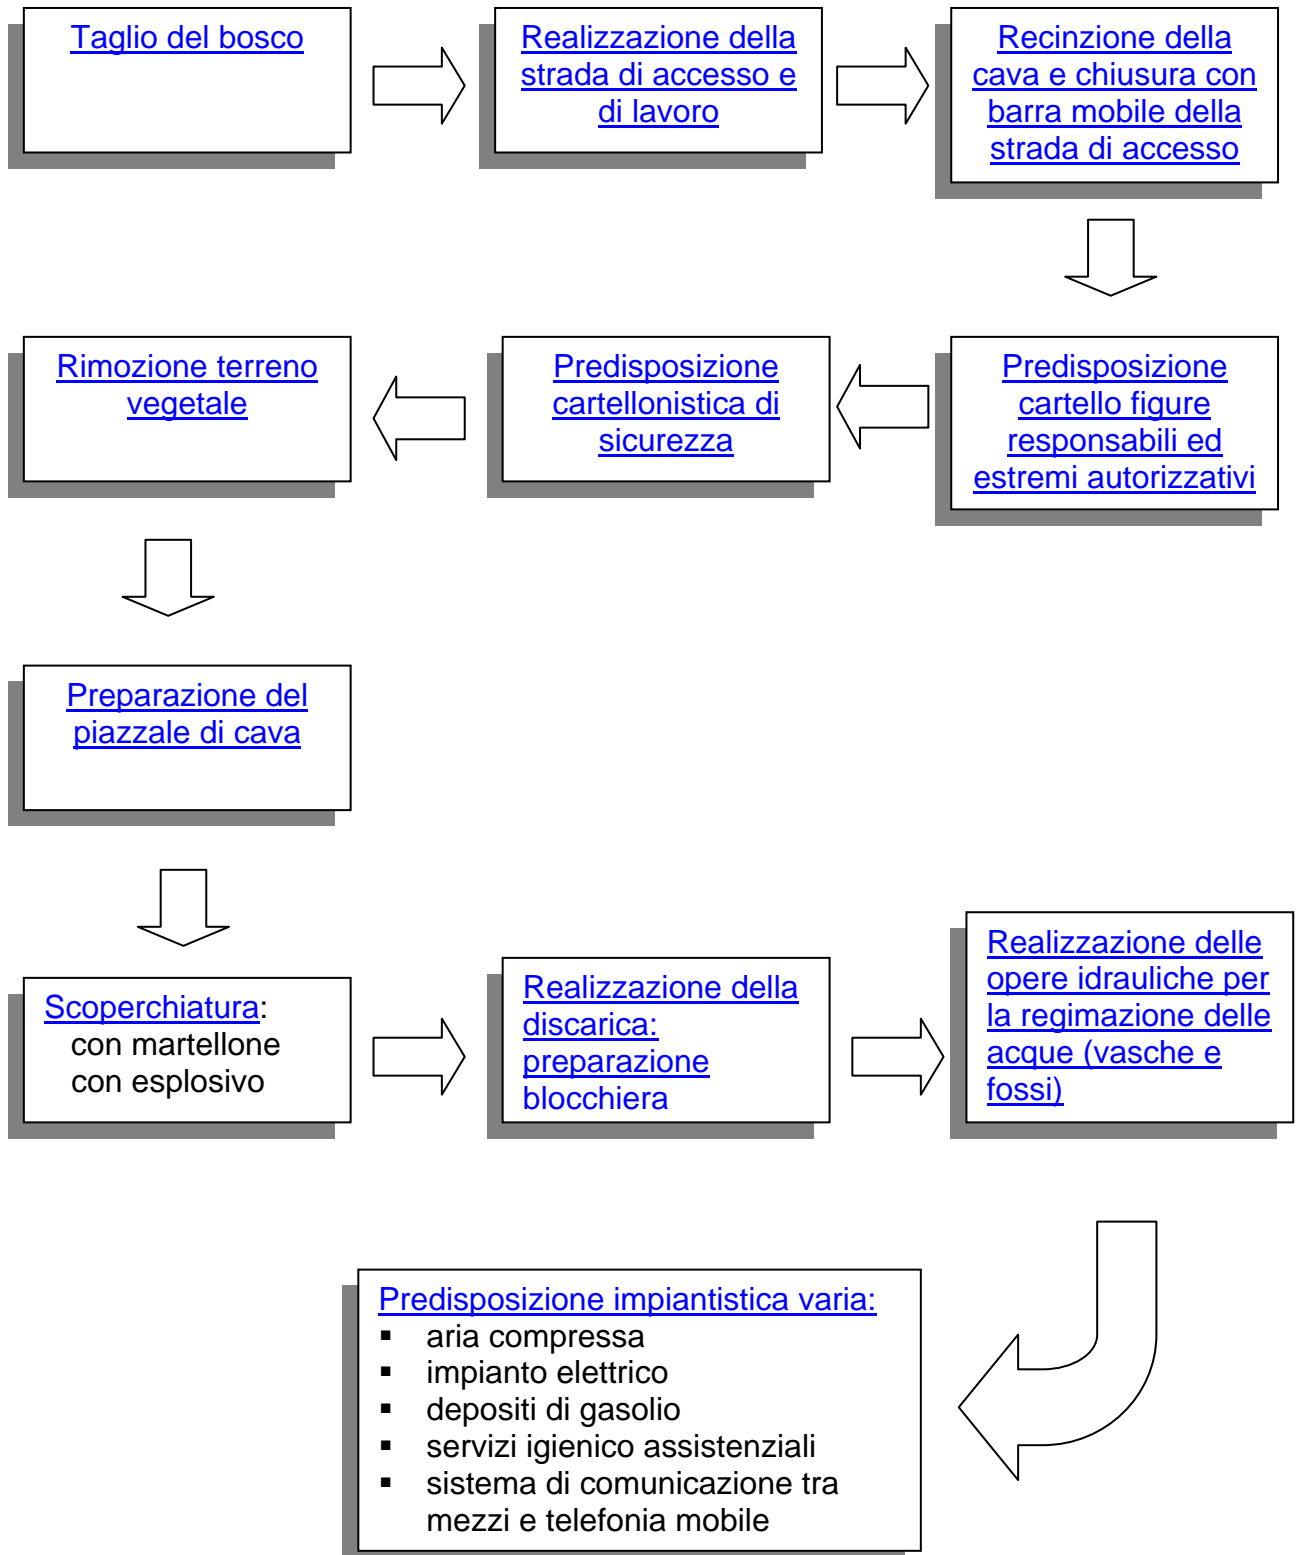 Taglio del bosco
Realizzazione della
strada di accesso e
di lavoro
Recinzione della
cava e chiusura con
barra mobile della
strada di accesso
Rimozione terreno
vegetale
Predisposizione
cartellonistica di
sicurezza
Predisposizione
cartello figure
responsabili ed
estremi autorizzativi
Preparazione del
piazzale di cava
Scoperchiatura:
con martellone
con esplosivo
Realizzazione della
discarica:
preparazione
blocchiera
Realizzazione delle
opere idrauliche per
la regimazione delle
acque (vasche e
fossi)
Predisposizione impiantistica varia:
▪ aria compressa
▪ impianto elettrico
▪ depositi di gasolio
▪ servizi igienico assistenziali
▪ sistema di comunicazione tra
mezzi e telefonia mobile